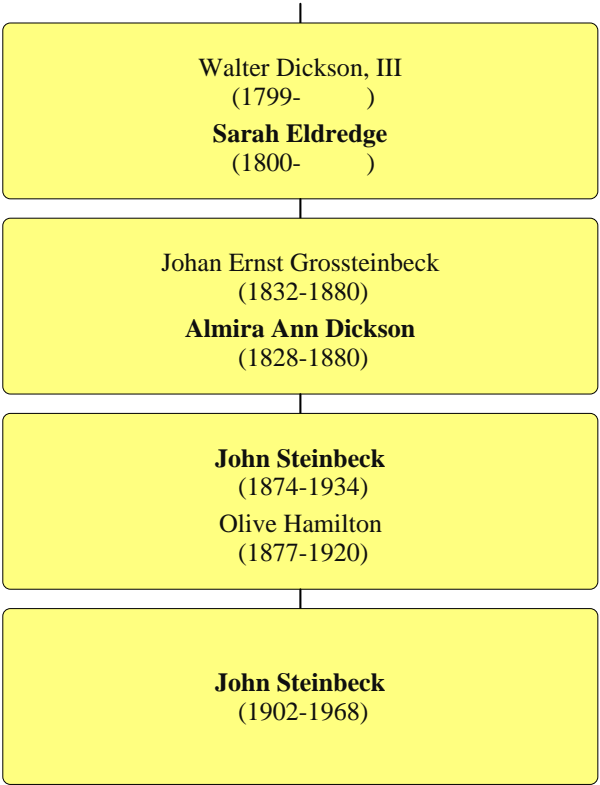 Walter Dickson, III
(1799- )
Sarah Eldredge
(1800- )
Johan Ernst Grossteinbeck
(1832-1880)
Almira Ann Dickson
(1828-1880)
John Steinbeck
(1874-1934)
Olive Hamilton
(1877-1920)
John Steinbeck
(1902-1968)